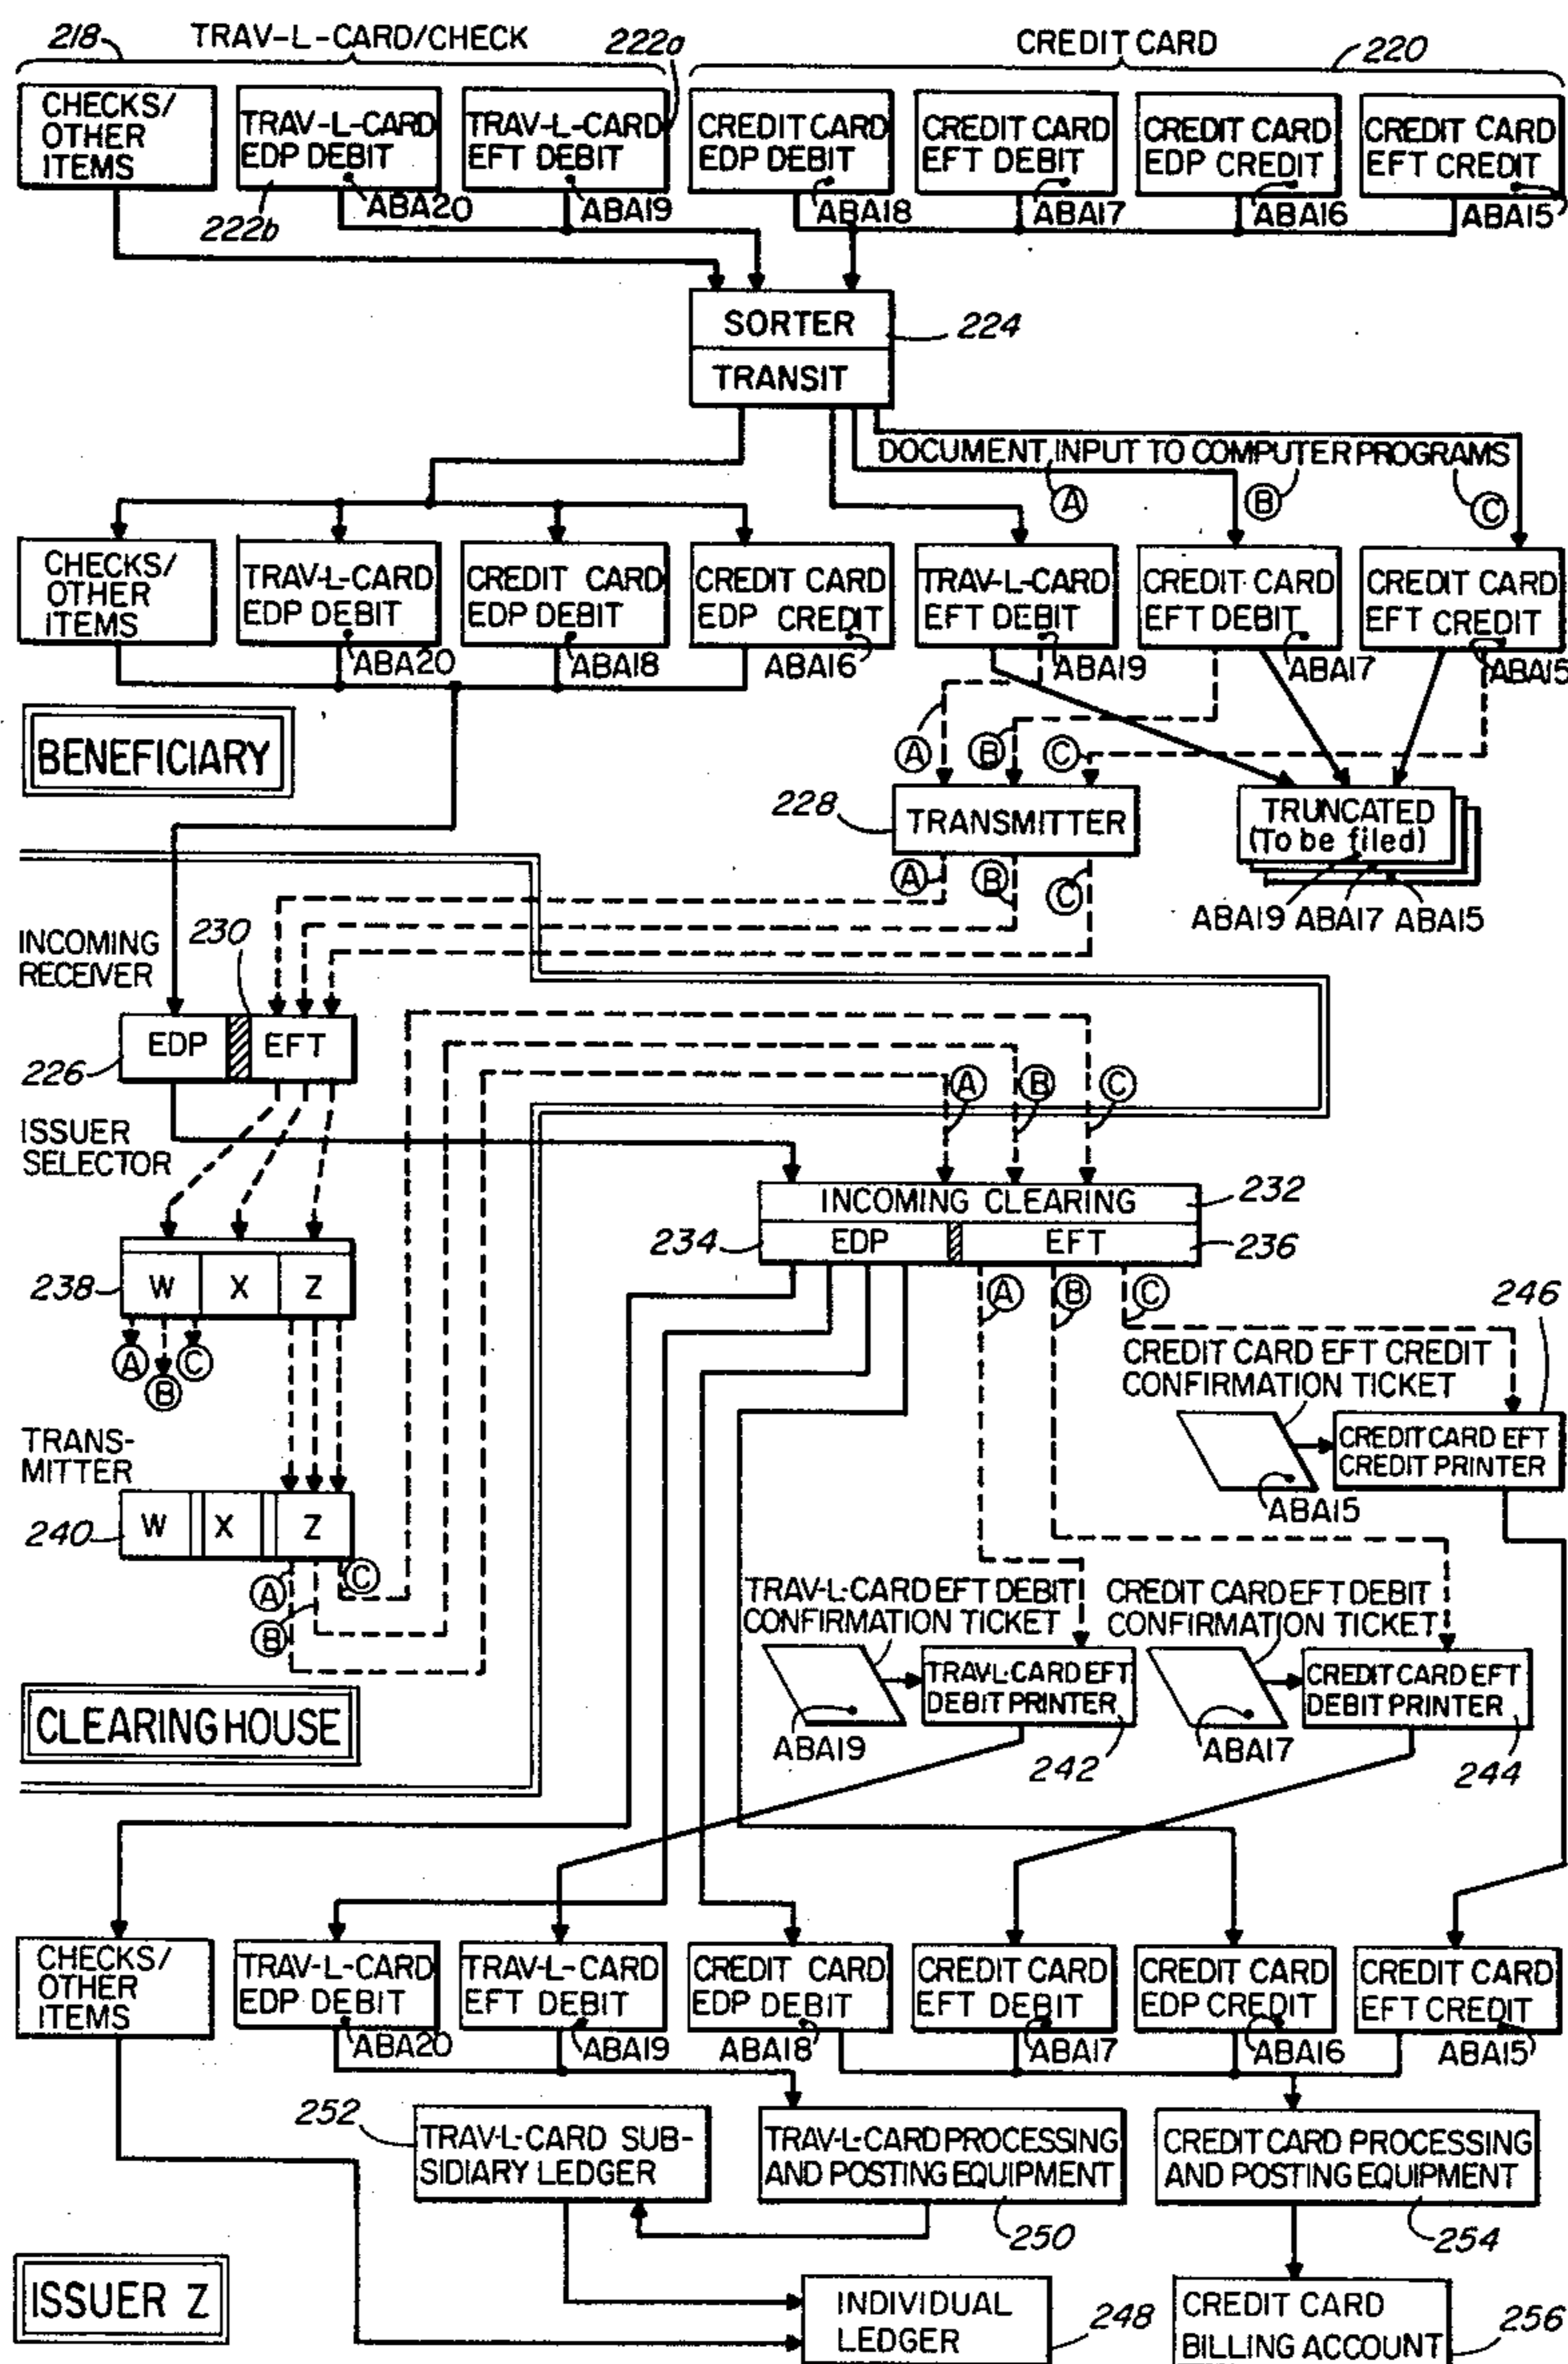 218 TRAV-L-CARD/CHECK 222a CREDIT CARD 220
CHECKS/
OTHER
ITEMS
TRAV-L-CARD
EDP DEBIT
TRAV-L-CARD
EFT DEBIT
CREDIT CARD
EDP DEBIT
CREDIT CARD
EFT DEBIT
CREDIT CARD
EDP CREDIT
CREDIT CARD
EFT CREDIT
222b ABA20 ABA19 ABA18 ABA17 ABA16 ABA15
SORTER
TRANSIT
224
DOCUMENT INPUT TO COMPUTER PROGRAMS
A B C
CHECKS/
OTHER
ITEMS
TRAV-L-CARD
EDP DEBIT
CREDIT CARD
EDP DEBIT
CREDIT CARD
EDP CREDIT
TRAV-L-CARD
EFT DEBIT
CREDIT CARD
EFT DEBIT
CREDIT CARD
EFT CREDIT
ABA20 ABA18 ABA16 ABA19 ABA17 ABA15
BENEFICIARY
A B C
228 TRANSMITTER
TRUNCATED
(To be filed)
A B C
ABA19 ABA17 ABA15
INCOMING
RECEIVER
230
EDP EFT
226
A B C
ISSUER
SELECTOR
INCOMING CLEARING 232
234 EDP EFT 236
238 W X Z
A B C
A B C
246
CREDIT CARD EFT CREDIT
CONFIRMATION TICKET
CREDIT CARD EFT
CREDIT PRINTER
ABA15
TRANS-
MITTER
240 W X Z
A B C
TRAV-L-CARD EFT DEBIT
CONFIRMATION TICKET
CREDIT CARD EFT DEBIT
CONFIRMATION TICKET
TRAV-L-CARD EFT
DEBIT PRINTER
CREDIT CARD EFT
DEBIT PRINTER
ABA19 242 ABA17 244
CLEARING HOUSE
CHECKS/
OTHER
ITEMS
TRAV-L-CARD
EDP DEBIT
TRAV-L-CARD
EFT DEBIT
CREDIT CARD
EDP DEBIT
CREDIT CARD
EFT DEBIT
CREDIT CARD
EDP CREDIT
CREDIT CARD
EFT CREDIT
ABA20 ABA19 ABA18 ABA17 ABA16 ABA15
252
TRAV-L-CARD SUB-
SIDIARY LEDGER
TRAV-L-CARD PROCESSING
AND POSTING EQUIPMENT
CREDIT CARD PROCESSING
AND POSTING EQUIPMENT
250 254
ISSUER Z
INDIVIDUAL
LEDGER
248
CREDIT CARD
BILLING ACCOUNT
256